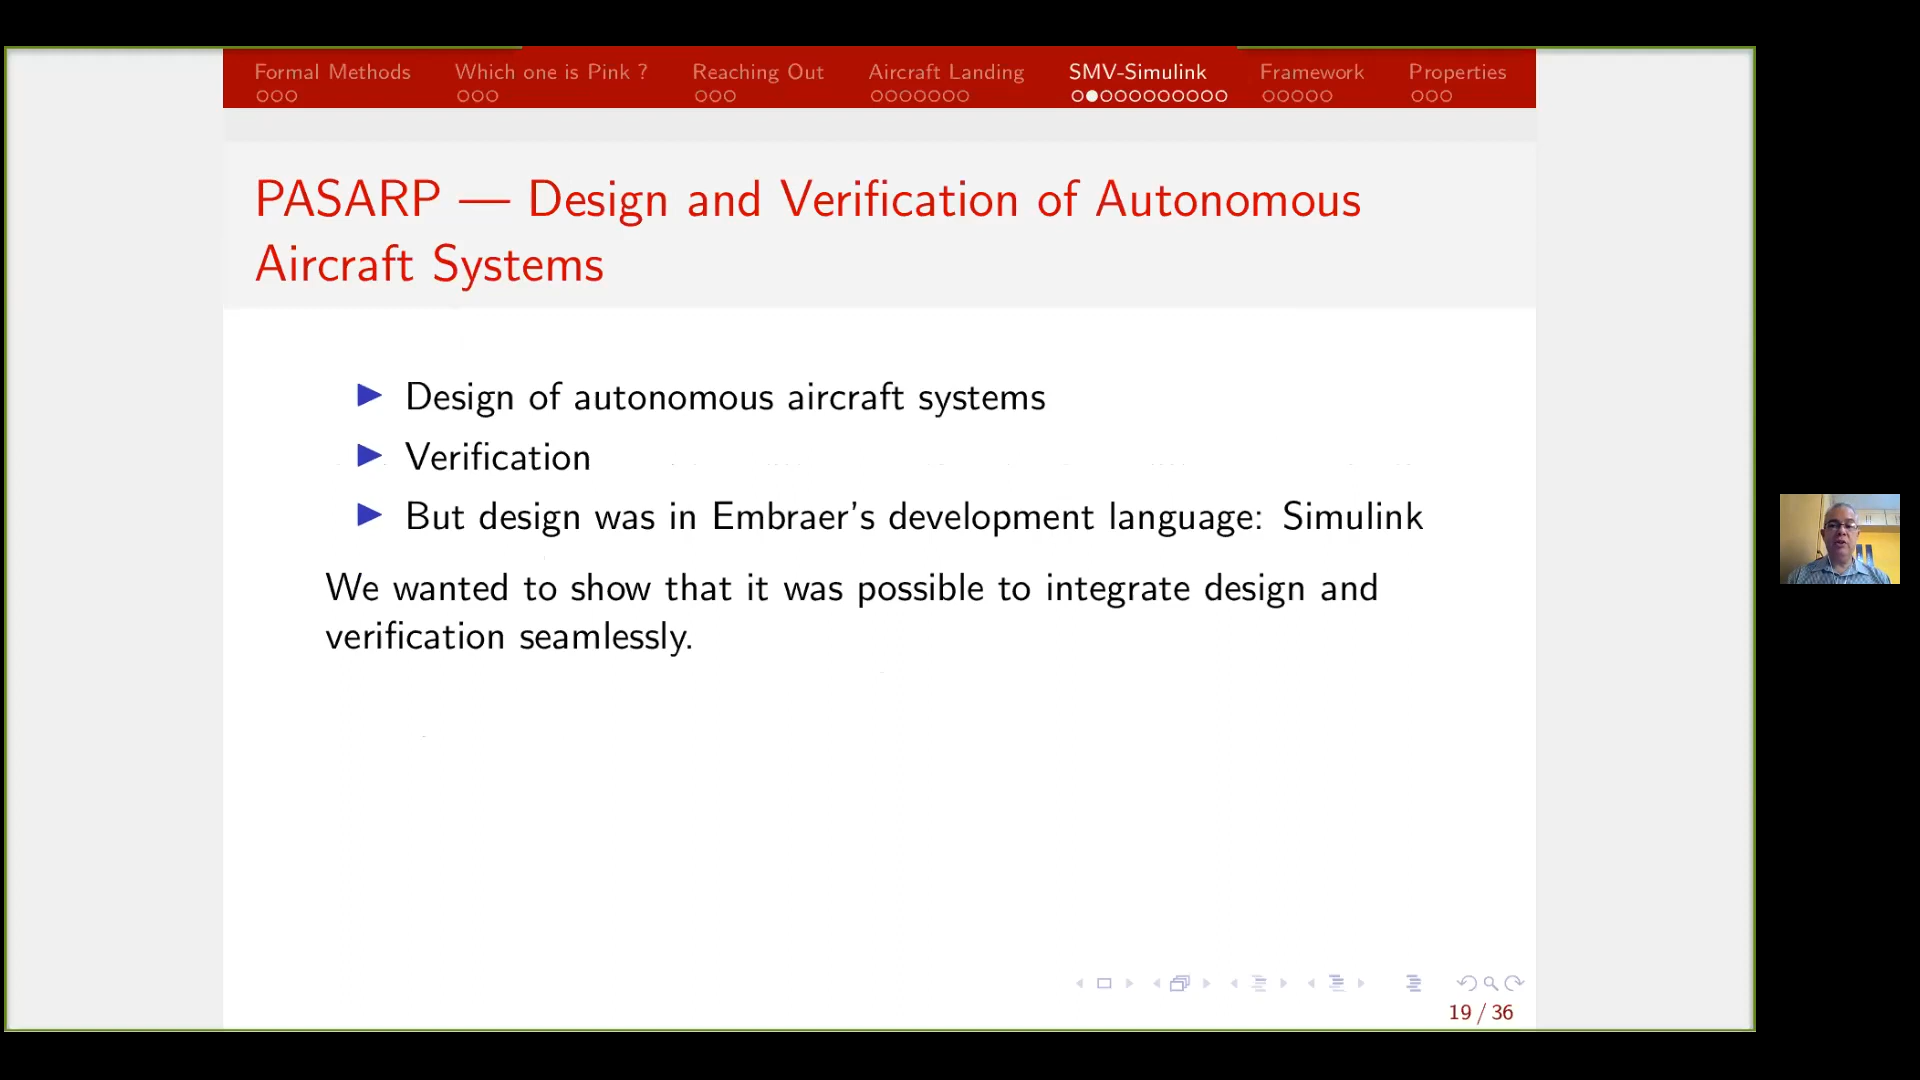 Formal Methods Which one is Pink ? Reaching Out Aircraft Landing SMV-Simulink Framework Properties
PASARP — Design and Verification of Autonomous
Aircraft Systems
Design of autonomous aircraft systems
Verification
But design was in Embraer's development language: Simulink
We wanted to show that it was possible to integrate design and
verification seamlessly.
19 / 36